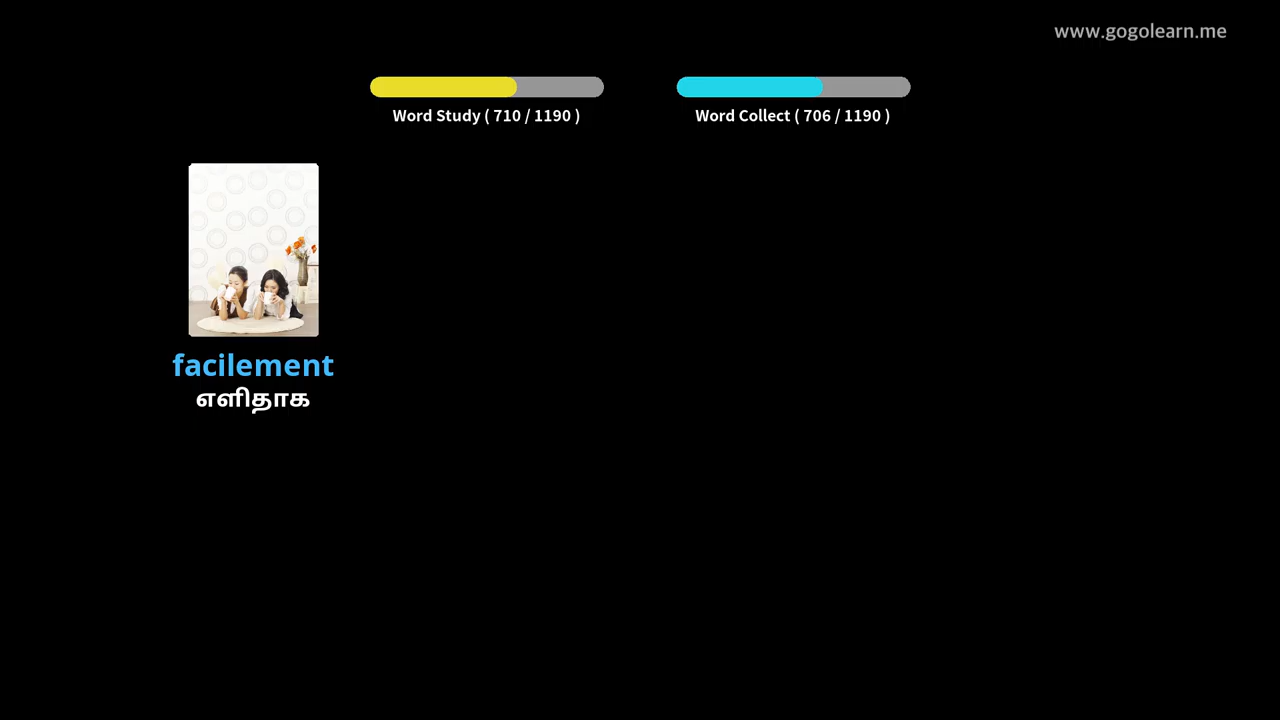 www.gogolearn.me
Word Study ( 710 / 1190 )
Word Collect ( 706 / 1190 )
facilement
எளிதாக